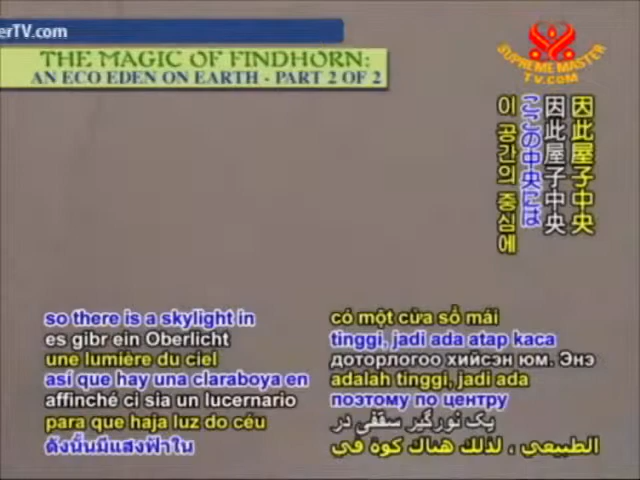 erTV.com
THE MAGIC OF FINDHORN:
AN ECO EDEN ON EARTH - PART 2 OF 2
SUPREME MASTER
TV.COM
因此屋子中央
因此屋子中央
ここの中央には
이 공간의 중심에
so there is a skylight in
es gibr ein Oberlicht
une lumière du ciel
así que hay una claraboya en
affinché ci sia un lucernario
para que haja luz do céu
ดังนั้นมีแสงฟ้าใน
có một cửa sổ mái
tinggi, jadi ada atap kaca
доторлогоо хийсэн юм. Энэ
adalah tinggi, jadi ada
поэтому по центру
یک نورگیر سقفی در
الطبيعي ، لذلك هناك كوة في